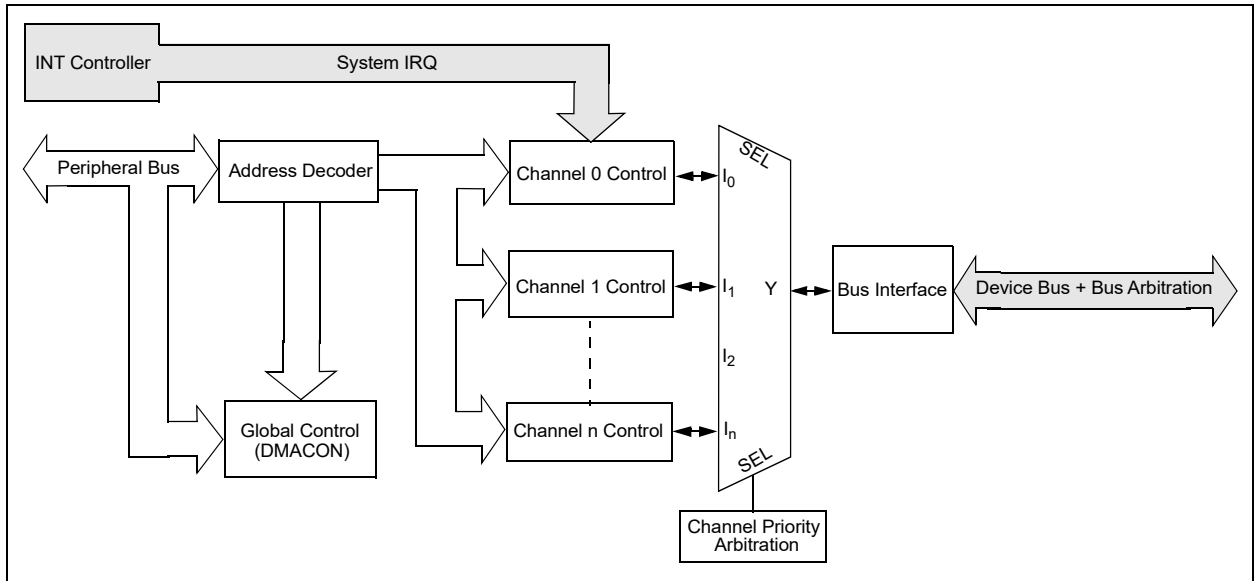 INT Controller
System IRQ
Peripheral Bus
Address Decoder
Channel 0 Control
SEL
I0
Channel 1 Control
I1
Y
Bus Interface
Device Bus + Bus Arbitration
I2
Global Control
(DMACON)
Channel n Control
In
SEL
Channel Priority
Arbitration